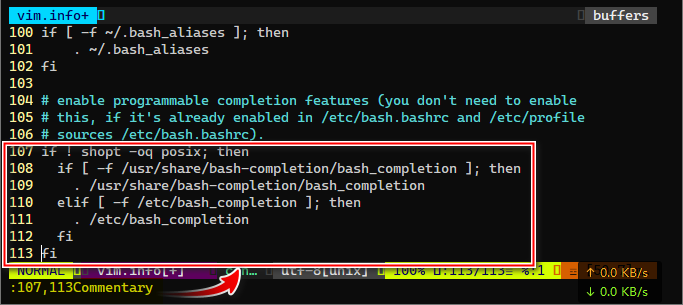 vim.info+ buffers
100 if [ -f ~/.bash_aliases ]; then
101     . ~/.bash_aliases
102 fi
103
104 # enable programmable completion features (you don't need to enable
105 # this, if it's already enabled in /etc/bash.bashrc and /etc/profile
106 # sources /etc/bash.bashrc).
107 if ! shopt -oq posix; then
108   if [ -f /usr/share/bash-completion/bash_completion ]; then
109     . /usr/share/bash-completion/bash_completion
110   elif [ -f /etc/bash_completion ]; then
111     . /etc/bash_completion
112   fi
113 fi
NORMAL vim.info[+] con… utf-8[unix] 100% :113/113≡ %:1
:107,113Commentary
↑ 0.0 KB/s
↓ 0.0 KB/s